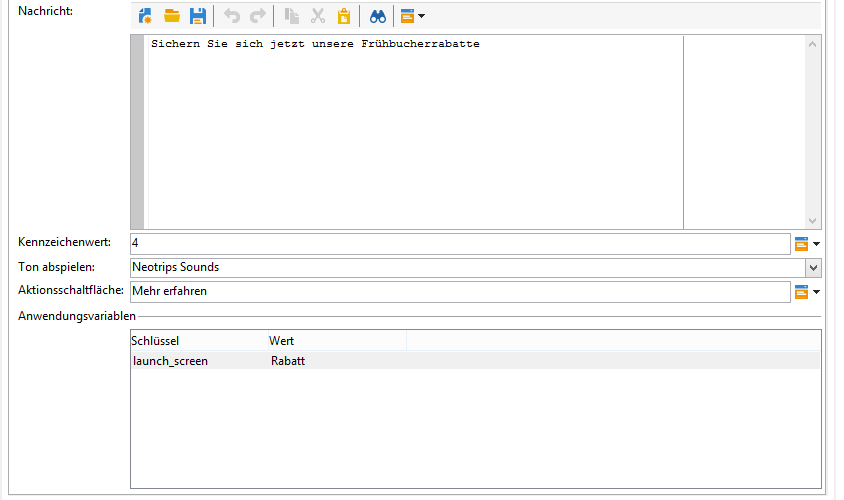 Nachricht:
Sichern Sie sich jetzt unsere Frühbucherrabatte
Kennzeichenwert: 4
Ton abspielen: Neotrips Sounds
Aktionsschaltfläche: Mehr erfahren
Anwendungsvariablen
Schlüssel Wert
launch_screen Rabatt